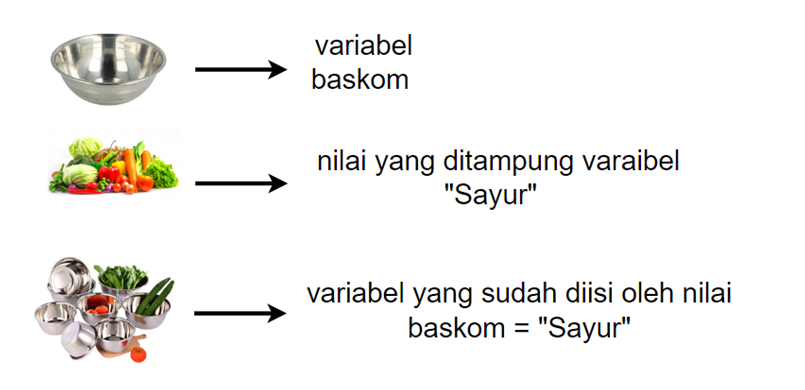 variabel
baskom
nilai yang ditampung varaibel
"Sayur"
variabel yang sudah diisi oleh nilai
baskom = "Sayur"